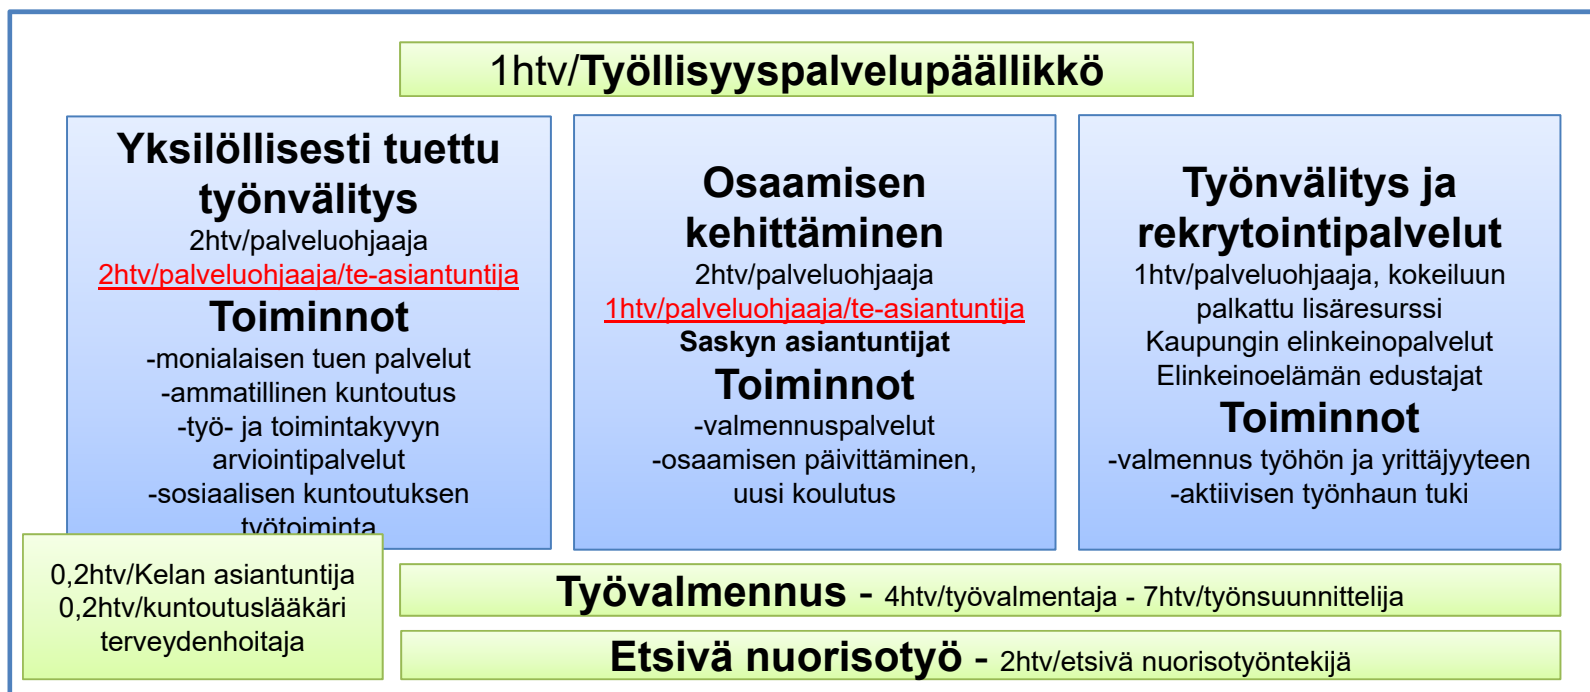 1htv/Työllisyyspalvelupäällikkö
Yksilöllisesti tuettu
työnvälitys
2htv/palveluohjaaja
2htv/palveluohjaaja/te-asiantuntija
Toiminnot
-monialaisen tuen palvelut
-ammatillinen kuntoutus
-työ- ja toimintakyvyn
arviointipalvelut
-sosiaalisen kuntoutuksen
työtoiminta
Osaamisen
kehittäminen
2htv/palveluohjaaja
1htv/palveluohjaaja/te-asiantuntija
Saskyn asiantuntijat
Toiminnot
-valmennuspalvelut
-osaamisen päivittäminen,
uusi koulutus
Työnvälitys ja
rekrytointipalvelut
1htv/palveluohjaaja, kokeiluun
palkattu lisäresurssi
Kaupungin elinkeinopalvelut
Elinkeinoelämän edustajat
Toiminnot
-valmennus työhön ja yrittäjyyteen
-aktiivisen työnhaun tuki
0,2htv/Kelan asiantuntija
0,2htv/kuntoutuslääkäri
terveydenhoitaja
Työvalmennus - 4htv/työvalmentaja - 7htv/työnsuunnittelija
Etsivä nuorisotyö - 2htv/etsivä nuorisotyöntekijä